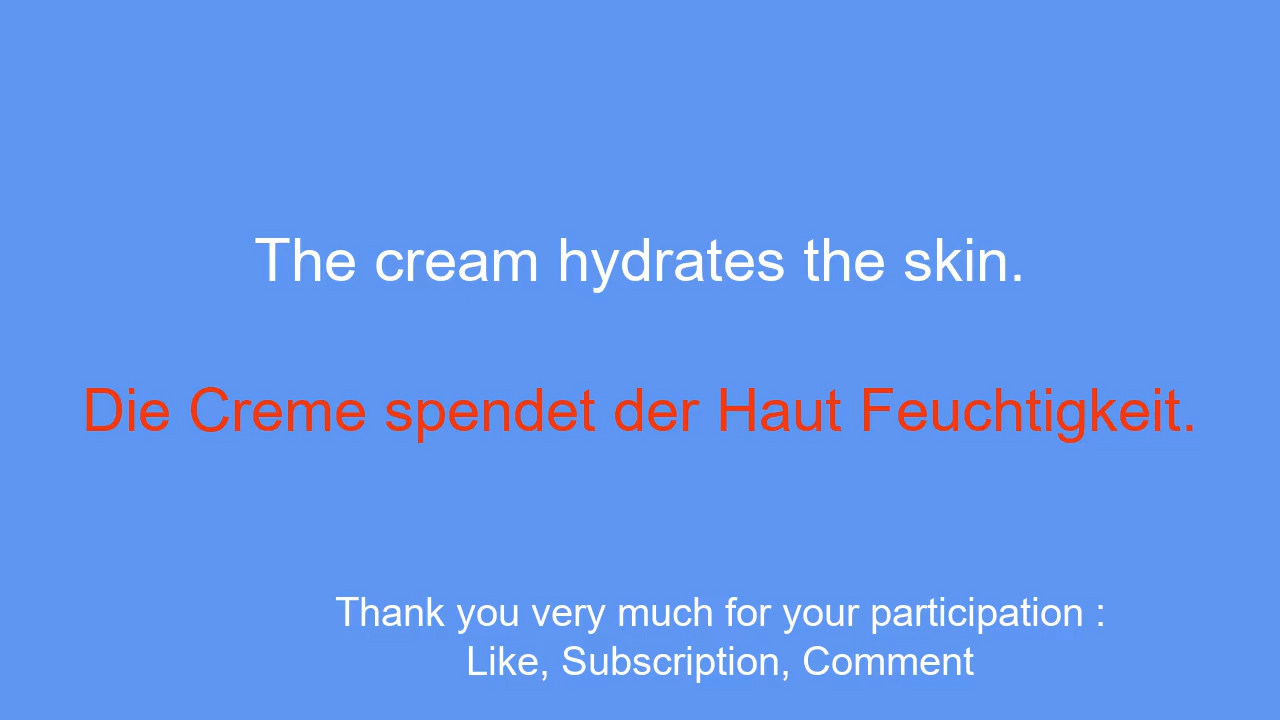 The cream hydrates the skin.
Die Creme spendet der Haut Feuchtigkeit.
Thank you very much for your participation :
Like, Subscription, Comment